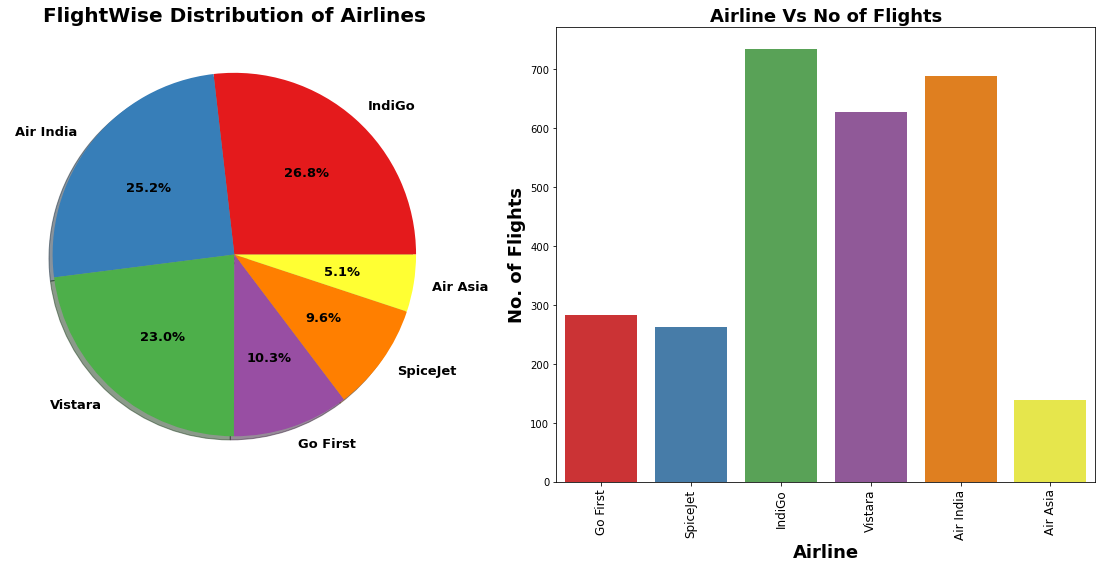 FlightWise Distribution of Airlines
IndiGo
Air India
26.8%
25.2%
5.1%
Air Asia
9.6%
23.0%
10.3%
SpiceJet
Vistara
Go First
Airline Vs No of Flights
No. of Flights
700
600
500
400
300
200
100
0
Go First
SpiceJet
IndiGo
Vistara
Air India
Air Asia
Airline